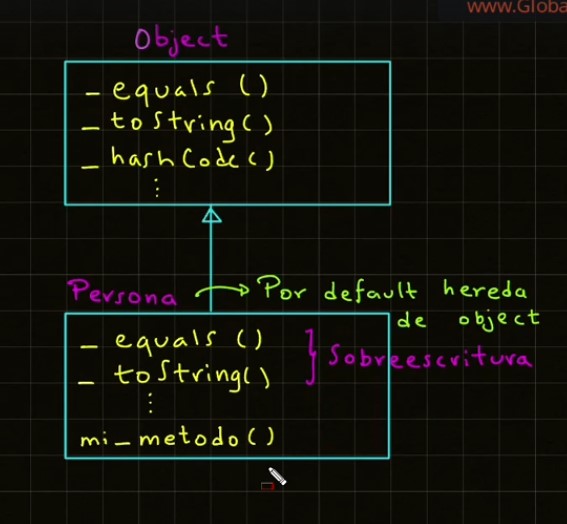 www.Globa
Object
- equals ()
- toString()
- hashCode()
⋮
Persona → Por default hereda
de object
- equals ()
- toString()
} Sobreescritura
⋮
mi_metodo()